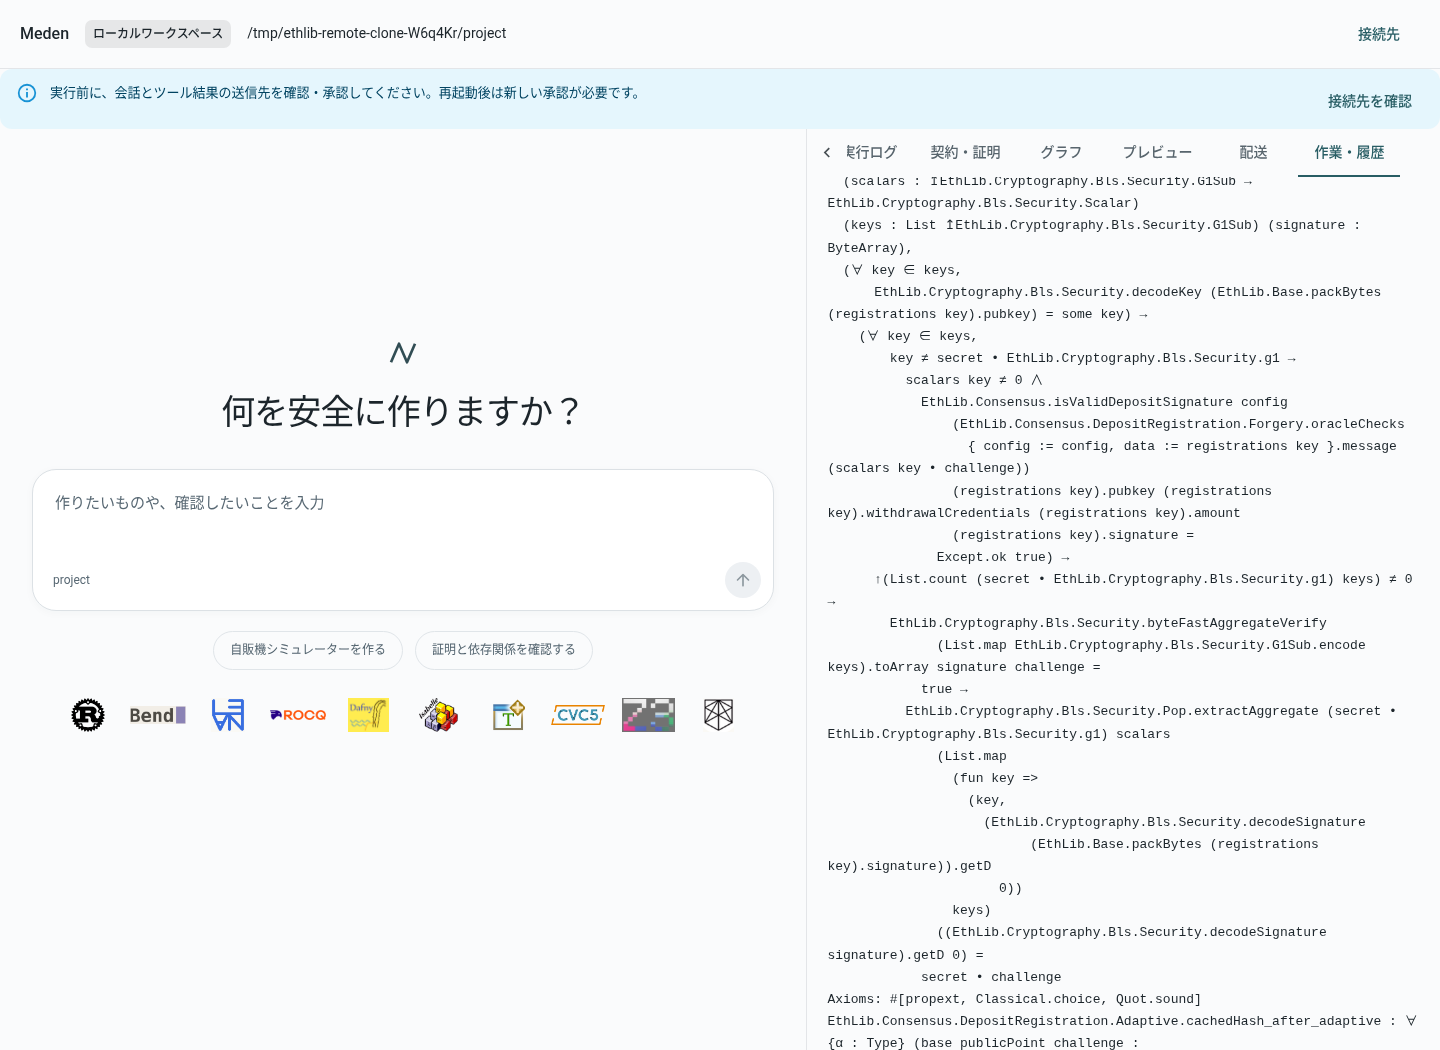 Meden
ローカルワークスペース
/tmp/ethlib-remote-clone-W6q4Kr/project
接続先
実行前に、会話とツール結果の送信先を確認・承認してください。再起動後は新しい承認が必要です。
接続先を確認
何を安全に作りますか？
作りたいものや、確認したいことを入力
project
自販機シミュレーターを作る
証明と依存関係を確認する
R
Bend
ROCQ
Dafny
Isabelle
T
CVC5
実行ログ
契約・証明
グラフ
プレビュー
配送
作業・履歴
(scalars : ↥EthLib.Cryptography.Bls.Security.G1Sub →
EthLib.Cryptography.Bls.Security.Scalar)
(keys : List ↥EthLib.Cryptography.Bls.Security.G1Sub) (signature :
ByteArray),
(∀ key ∈ keys,
EthLib.Cryptography.Bls.Security.decodeKey (EthLib.Base.packBytes
(registrations key).pubkey) = some key) →
(∀ key ∈ keys,
key ≠ secret • EthLib.Cryptography.Bls.Security.g1 →
scalars key ≠ 0 ∧
EthLib.Consensus.isValidDepositSignature config
(EthLib.Consensus.DepositRegistration.Forgery.oracleChecks
{ config := config, data := registrations key }.message
(scalars key • challenge))
(registrations key).pubkey (registrations
key).withdrawalCredentials (registrations key).amount
(registrations key).signature =
Except.ok true) →
↑(List.count (secret • EthLib.Cryptography.Bls.Security.g1) keys) ≠ 0
→
EthLib.Cryptography.Bls.Security.byteFastAggregateVerify
(List.map EthLib.Cryptography.Bls.Security.G1Sub.encode
keys).toArray signature challenge =
true →
EthLib.Cryptography.Bls.Security.Pop.extractAggregate (secret •
EthLib.Cryptography.Bls.Security.g1) scalars
(List.map
(fun key =>
(key,
(EthLib.Cryptography.Bls.Security.decodeSignature
(EthLib.Base.packBytes (registrations
key).signature)).getD
0))
keys)
((EthLib.Cryptography.Bls.Security.decodeSignature
signature).getD 0) =
secret • challenge
Axioms: #[propext, Classical.choice, Quot.sound]
EthLib.Consensus.DepositRegistration.Adaptive.cachedHash_after_adaptive : ∀
{α : Type} (base publicPoint challenge :